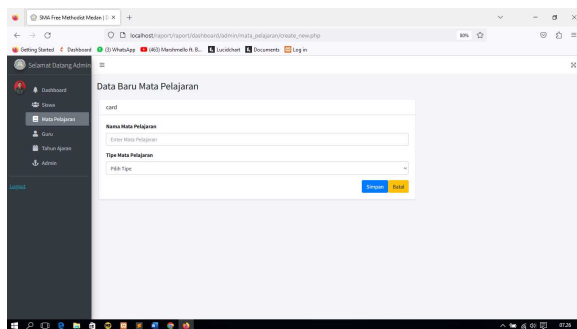 SMA Free Methodist Medan | E- X
localhost/raport/raport/dashboard/admin/mata_pelajaran/create_new.php
80%
Getting Started
Dashboard
(3) WhatsApp
(463) Marshmello ft. B...
Lucidchart
Documents
Log in
Selamat Datang Admin
Dashboard
Siswa
Mata Pelajaran
Guru
Tahun Ajaran
Admin
Logout
Data Baru Mata Pelajaran
card
Nama Mata Pelajaran
Enter Mata Pelajaran
Tipe Mata Pelajaran
Pilih Tipe
Simpan
Batal
07.26